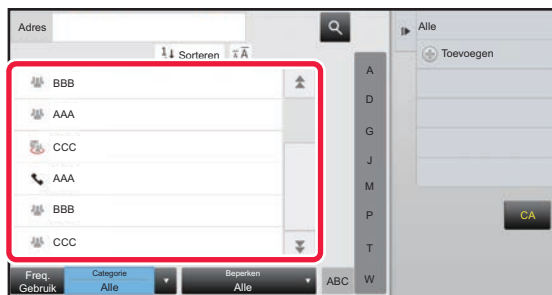 Adres
Sorteren
BBB
AAA
CCC
AAA
BBB
CCC
A
D
G
J
M
P
T
W
Freq.
Gebruik
Categorie
Alle
Beperken
Alle
ABC
Alle
Toevoegen
CA